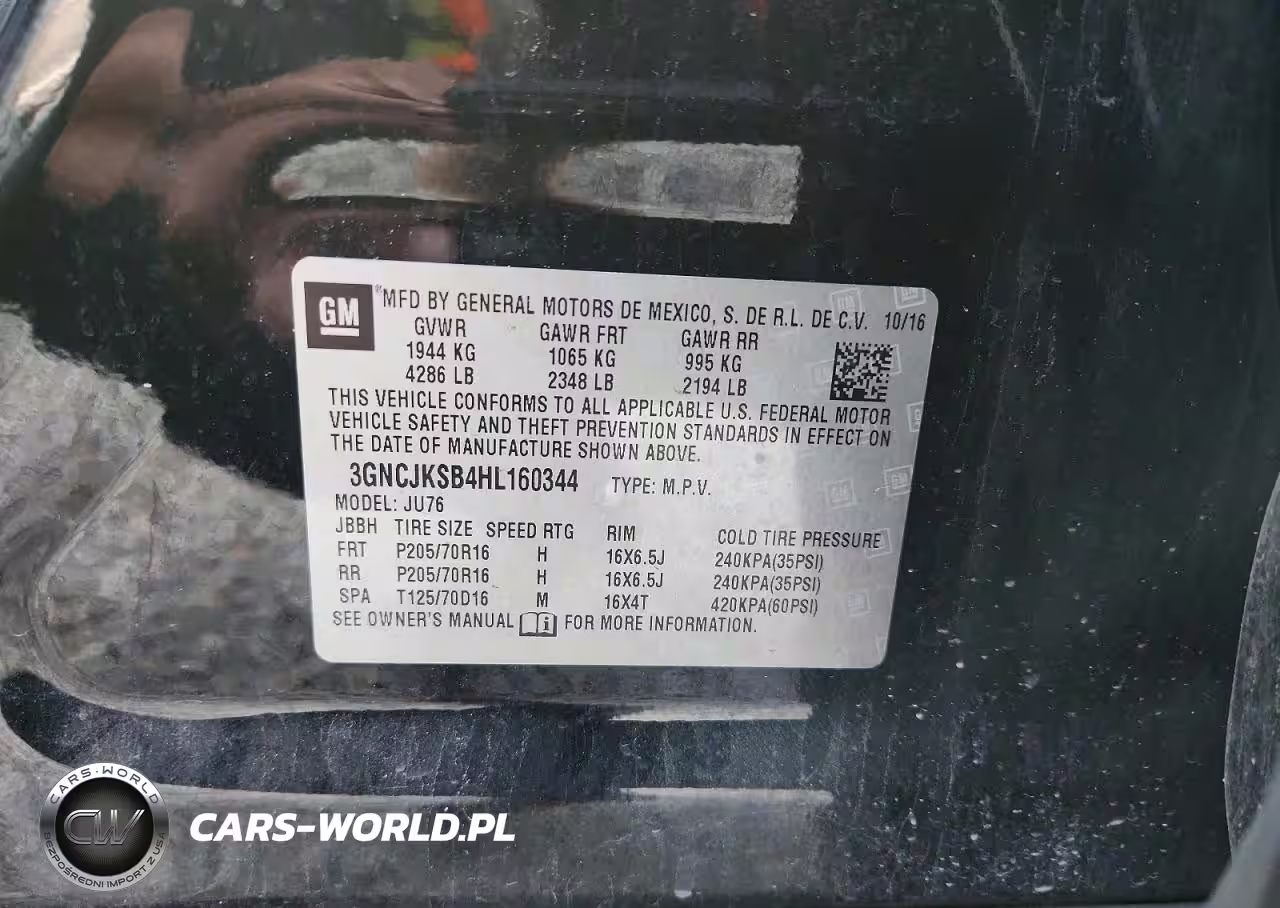 GM
® MFD BY GENERAL MOTORS DE MEXICO, S. DE R.L. DE C.V. 10/16
GVWR GAWR FRT GAWR RR
1944 KG 1065 KG 995 KG
4286 LB 2348 LB 2194 LB
THIS VEHICLE CONFORMS TO ALL APPLICABLE U.S. FEDERAL MOTOR
VEHICLE SAFETY AND THEFT PREVENTION STANDARDS IN EFFECT ON
THE DATE OF MANUFACTURE SHOWN ABOVE.
3GNCJKSB4HL160344 TYPE: M.P.V.
MODEL: JU76
JBBH TIRE SIZE SPEED RTG RIM COLD TIRE PRESSURE
FRT P205/70R16 H 16X6.5J 240KPA(35PSI)
RR P205/70R16 H 16X6.5J 240KPA(35PSI)
SPA T125/70D16 M 16X4T 420KPA(60PSI)
SEE OWNER'S MANUAL i FOR MORE INFORMATION.
CARS-WORLD
CW
BEZPOŚREDNI IMPORT Z USA
CARS-WORLD.PL